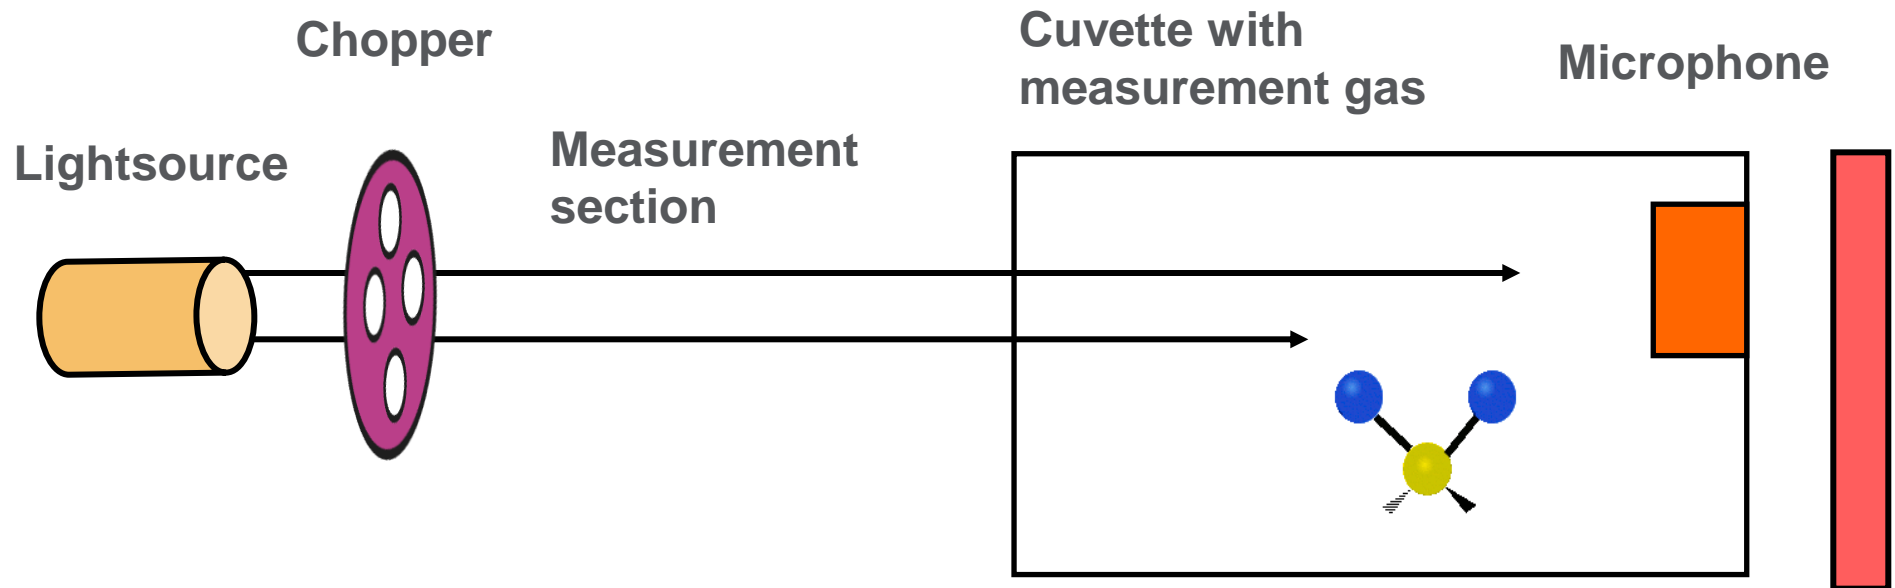 Chopper
Cuvette with
measurement gas
Microphone
Lightsource
Measurement
section